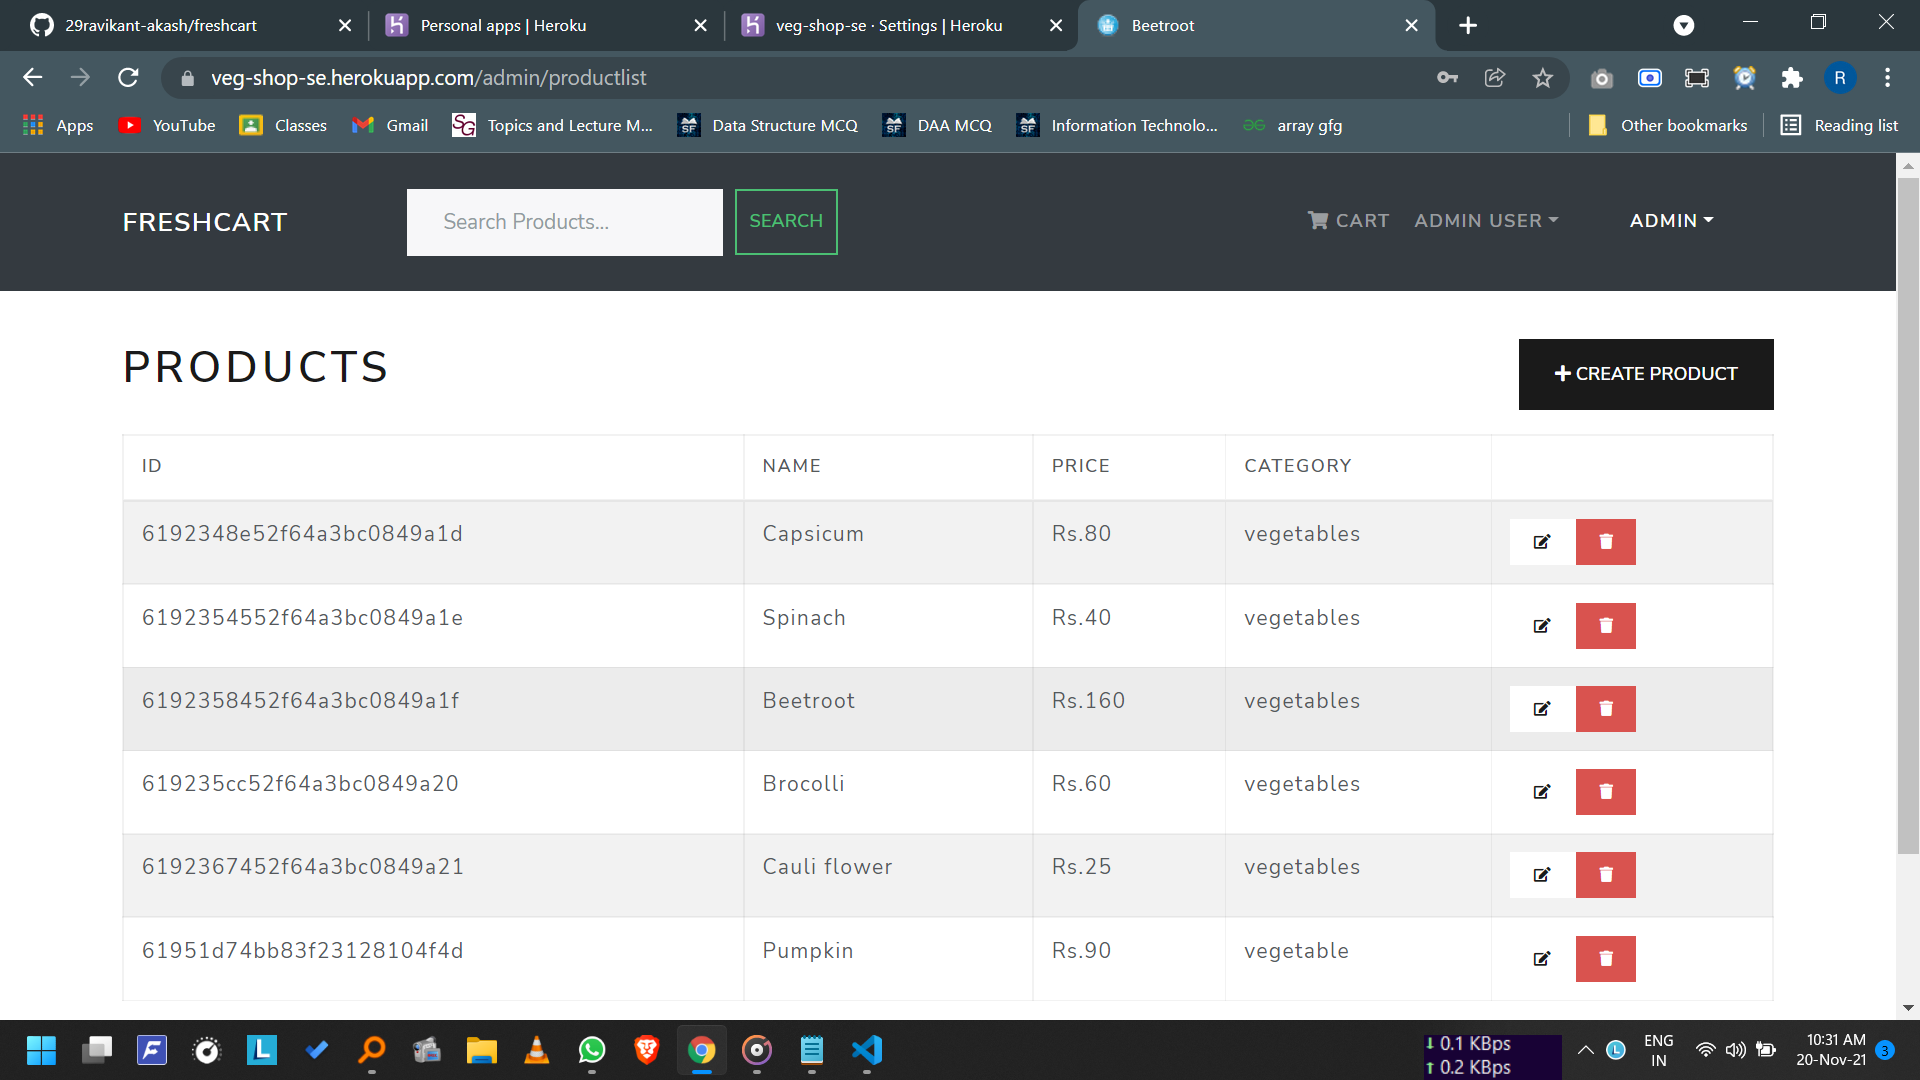 29ravikant-akash/freshcart
Personal apps | Heroku
veg-shop-se · Settings | Heroku
Beetroot
veg-shop-se.herokuapp.com/admin/productlist
R
Apps
YouTube
Classes
Gmail
SG Topics and Lecture M...
SF Data Structure MCQ
SF DAA MCQ
SF Information Technolo...
array gfg
Other bookmarks
Reading list
FRESHCART
Search Products...
SEARCH
CART
ADMIN USER
ADMIN
PRODUCTS
CREATE PRODUCT
ID NAME PRICE CATEGORY
6192348e52f64a3bc0849a1d Capsicum Rs.80 vegetables
6192354552f64a3bc0849a1e Spinach Rs.40 vegetables
6192358452f64a3bc0849a1f Beetroot Rs.160 vegetables
619235cc52f64a3bc0849a20 Brocolli Rs.60 vegetables
6192367452f64a3bc0849a21 Cauli flower Rs.25 vegetables
61951d74bb83f23128104f4d Pumpkin Rs.90 vegetable
F
L
0.1 KBps
0.2 KBps
L
ENG
IN
10:31 AM
20-Nov-21
3